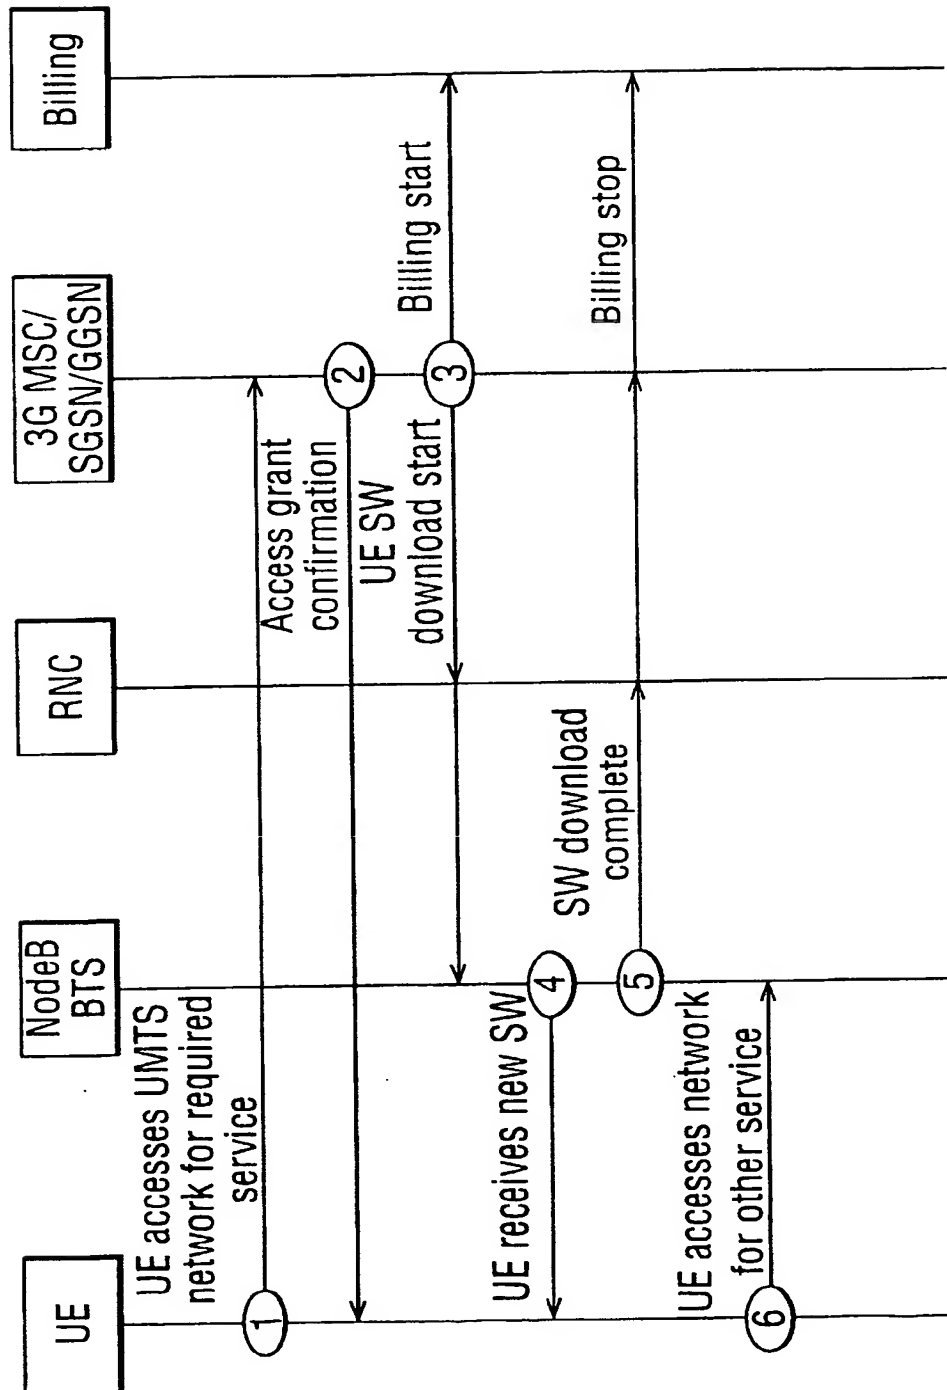 UE
NodeB
BTS
RNC
3G MSC/
SGSN/GGSN
Billing
UE accesses UMTS
network for required
service
1
Access grant
confirmation
2
UE SW
download start
3
Billing start
UE receives new SW
4
SW download
complete
5
Billing stop
UE accesses network
for other service
6